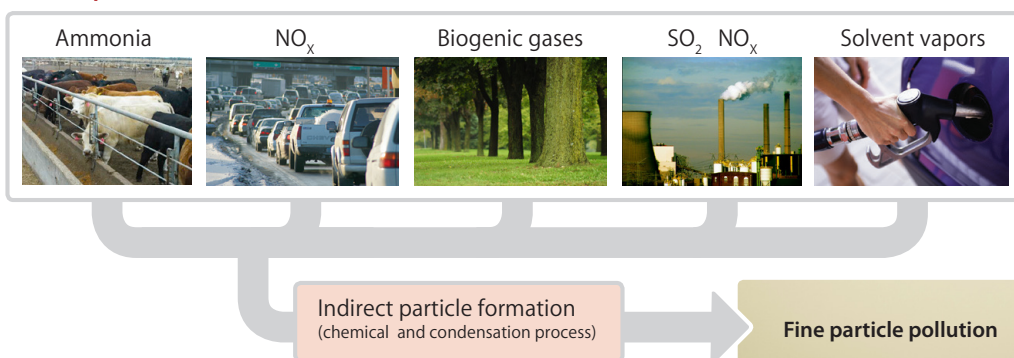 Ammonia
NOX
Biogenic gases
SO2 NOX
Solvent vapors
Indirect particle formation
(chemical and condensation process)
Fine particle pollution